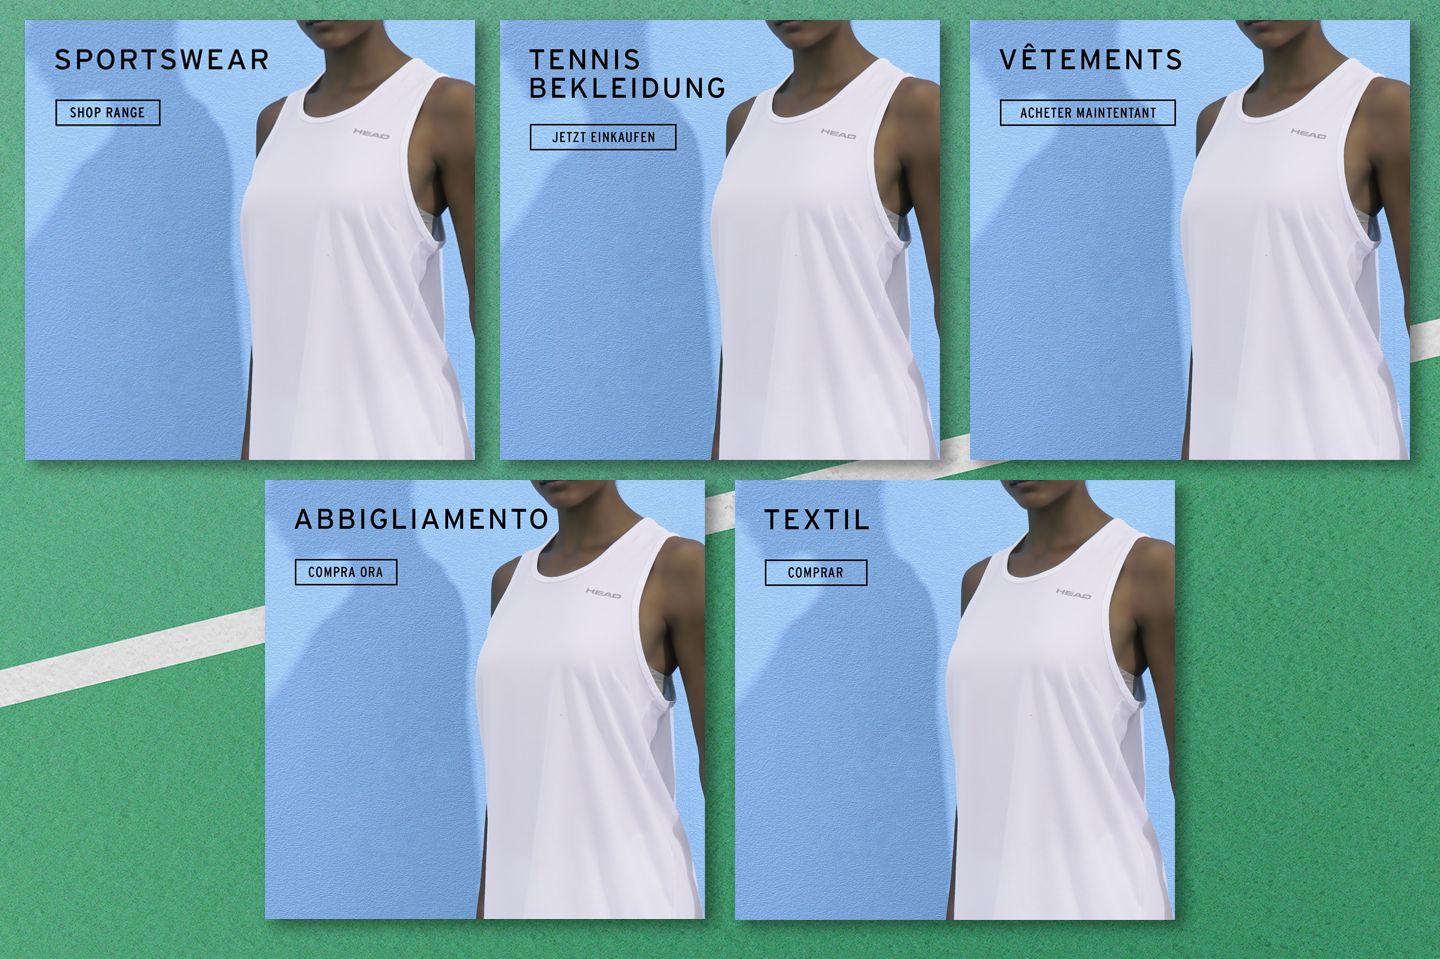 SPORTSWEAR
SHOP RANGE
HEAD
TENNIS
BEKLEIDUNG
JETZT EINKAUFEN
HEAD
VÊTEMENTS
ACHETER MAINTENTANT
HEAD
ABBIGLIAMENTO
COMPRA ORA
HEAD
TEXTIL
COMPRAR
HEAD